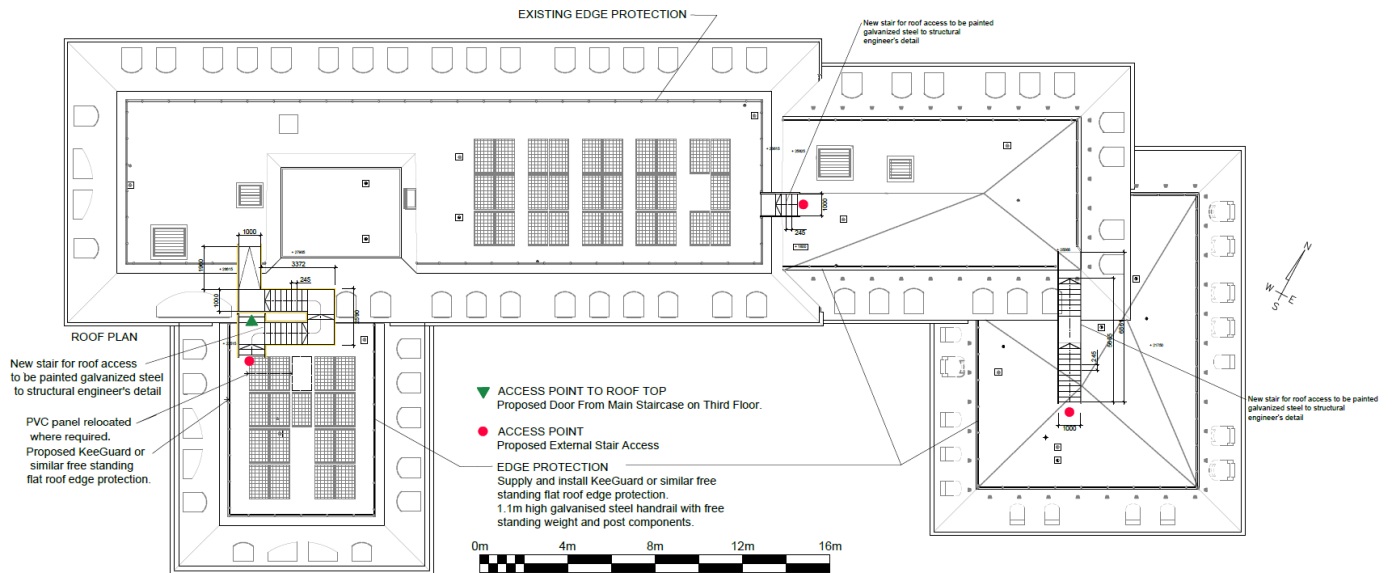 EXISTING EDGE PROTECTION
New stair for roof access to be painted
galvanized steel to structural
engineer's detail
1000
245
1000
3372
245
1000
ROOF PLAN
New stair for roof access
to be painted galvanized steel
to structural engineer's detail
PVC panel reloocated
where required.
Proposed KeeGuard or
similar free standing
flat roof edge protection.
ACCESS POINT TO ROOF TOP
Proposed Door From Main Staircase on Third Floor.
ACCESS POINT
Proposed External Stair Access
EDGE PROTECTION
Supply and install KeeGuard or similar free
standing flat roof edge protection.
1.1m high galvanised steel handrail with free
standing weight and post components.
0m 4m 8m 12m 16m
245
1000
New stair for roof access to be painted
galvanized steel to structural
engineer's detail
N
W
E
S